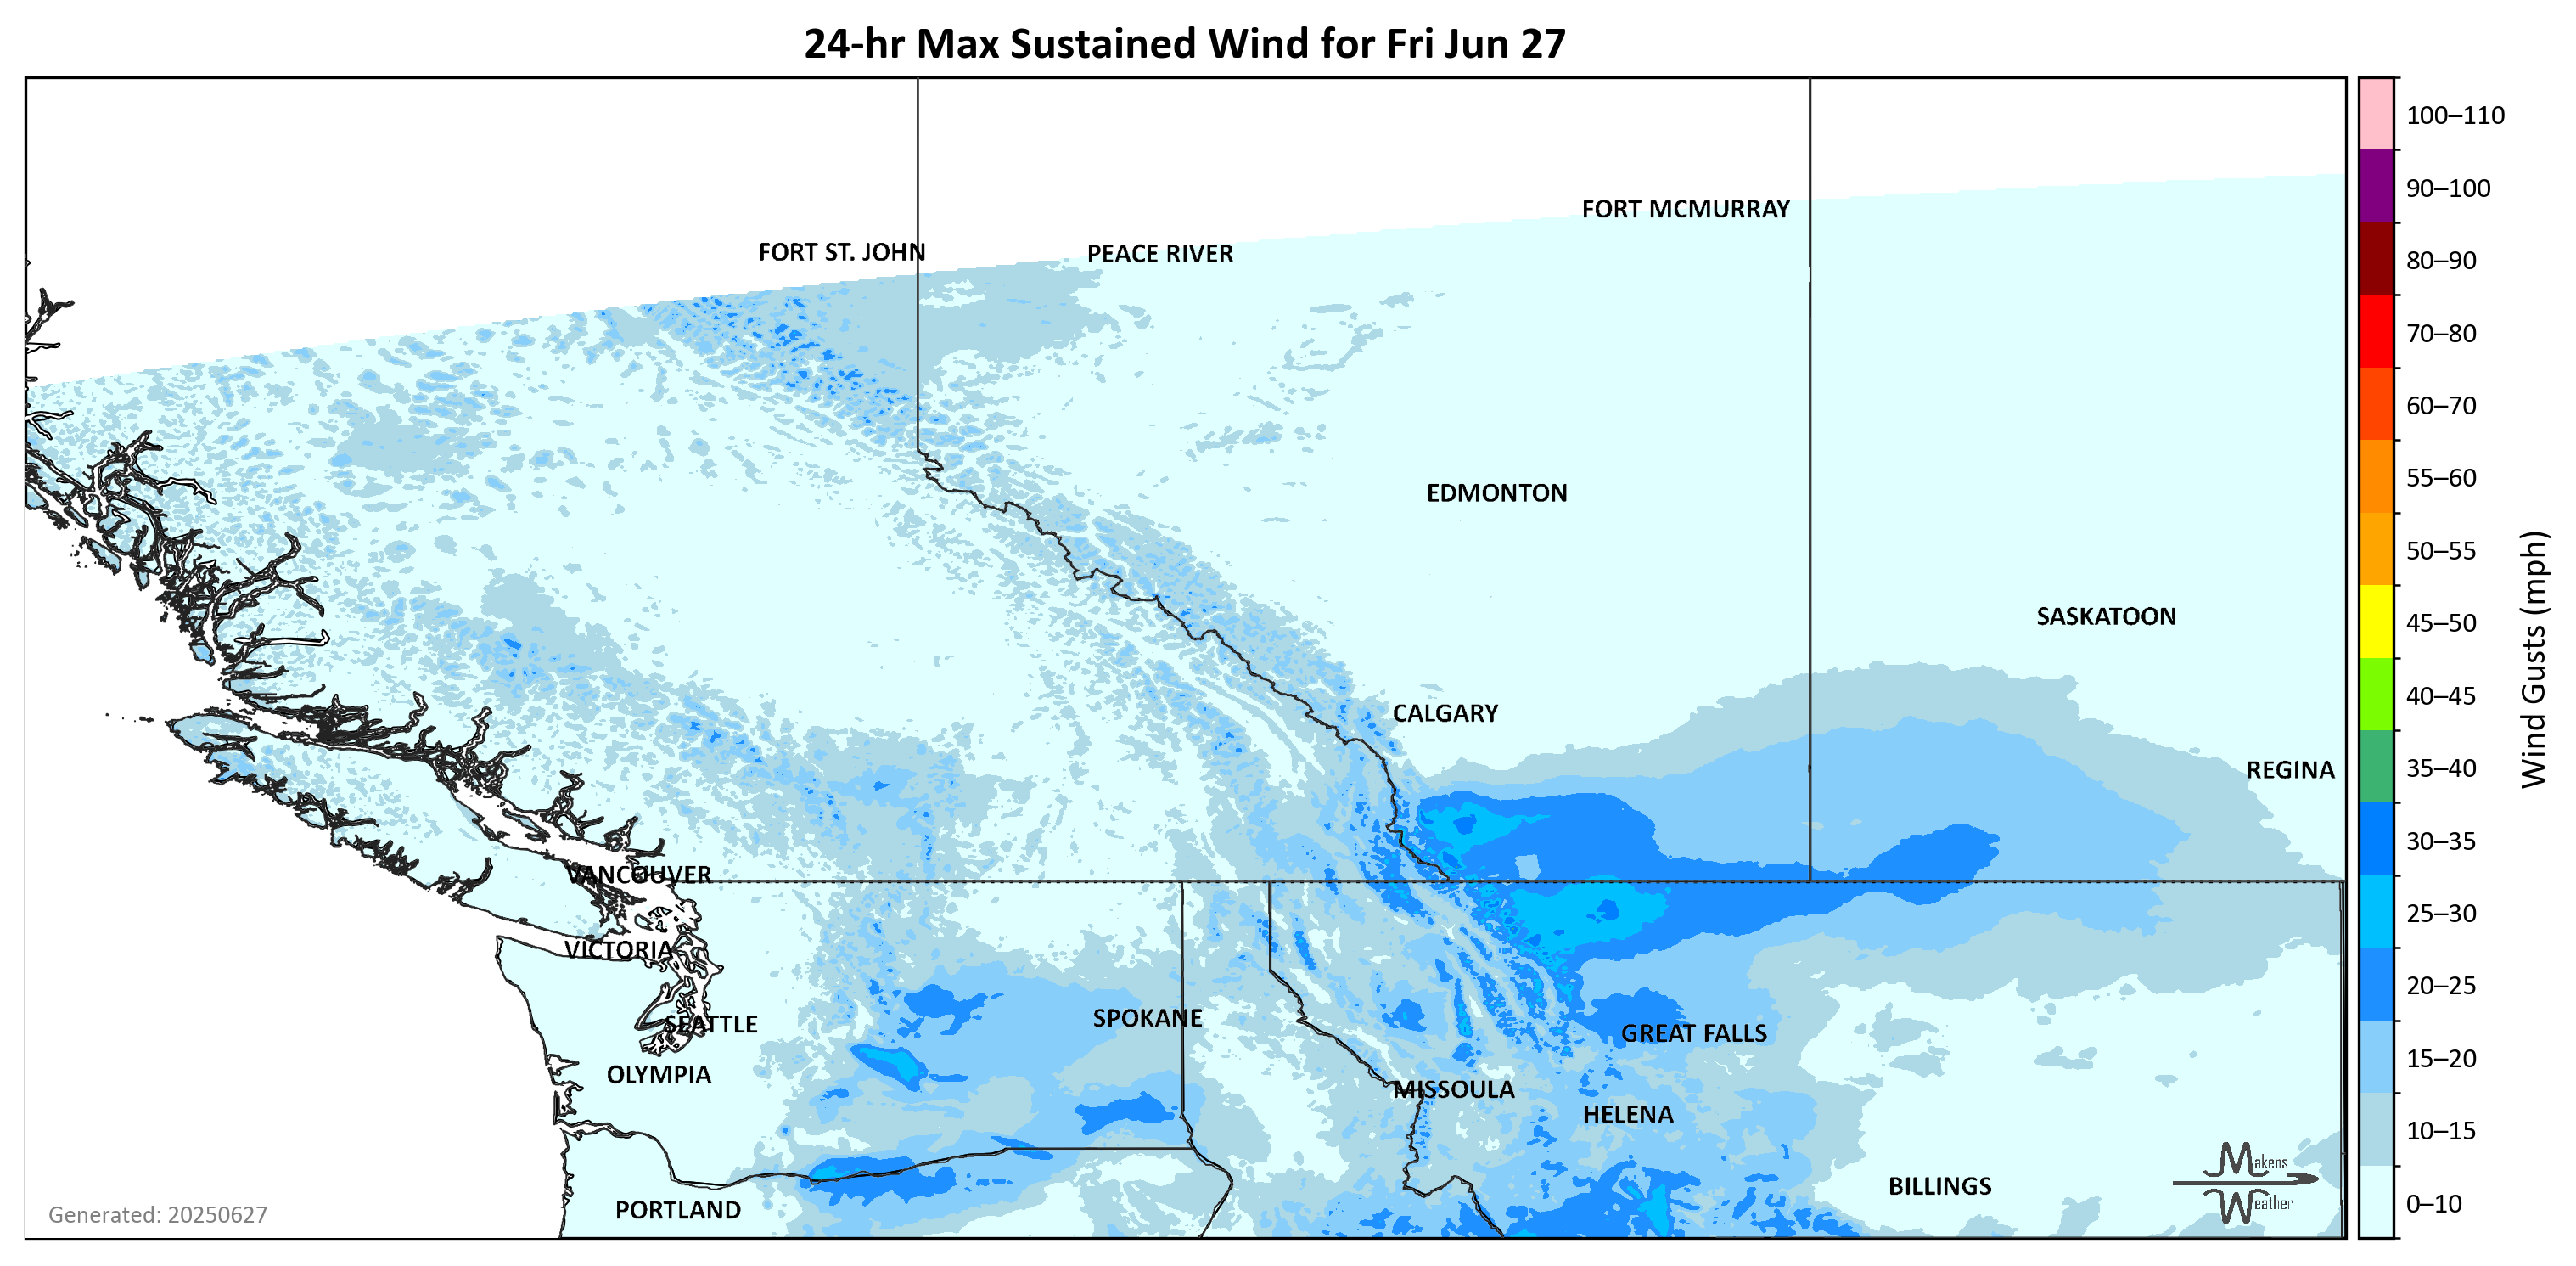 24-hr Max Sustained Wind for Fri Jun 27
100–110
90–100
80–90
70–80
60–70
55–60
50–55
45–50
40–45
35–40
30–35
25–30
20–25
15–20
10–15
0–10
Wind Gusts (mph)
FORT MCMURRAY
FORT ST. JOHN
PEACE RIVER
EDMONTON
SASKATOON
CALGARY
REGINA
VANCOUVER
VICTORIA
SEATTLE
SPOKANE
GREAT FALLS
OLYMPIA
MISSOULA
HELENA
BILLINGS
PORTLAND
Makens
Weather
Generated: 20250627